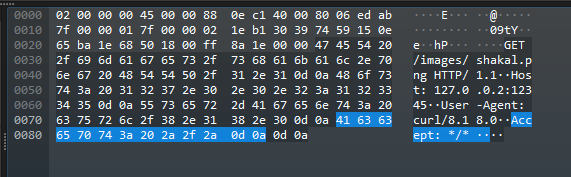 0000 02 00 00 00 45 00 00 88 0e c1 40 00 80 06 ed ab ····E··· ··@·····
0010 7f 00 00 01 7f 00 00 02 1e b1 30 39 74 59 15 0e ········ ··09tY··
0020 65 ba 1e 68 50 18 00 ff 8a 1e 00 00 47 45 54 20 e··hP··· ····GET
0030 2f 69 6d 61 67 65 73 2f 73 68 61 6b 61 6c 2e 70 /images/ shakal.p
0040 6e 67 20 48 54 54 50 2f 31 2e 31 0d 0a 48 6f 73 ng HTTP/ 1.1··Hos
0050 74 3a 20 31 32 37 2e 30 2e 30 2e 32 3a 31 32 33 t: 127.0 .0.2:123
0060 34 35 0d 0a 55 73 65 72 2d 41 67 65 6e 74 3a 20 45··User -Agent:
0070 63 75 72 6c 2f 38 2e 31 38 2e 30 0d 0a 41 63 63 curl/8.1 8.0··Acc
0080 65 70 74 3a 20 2a 2f 2a 0d 0a 0d 0a ept: */* ····